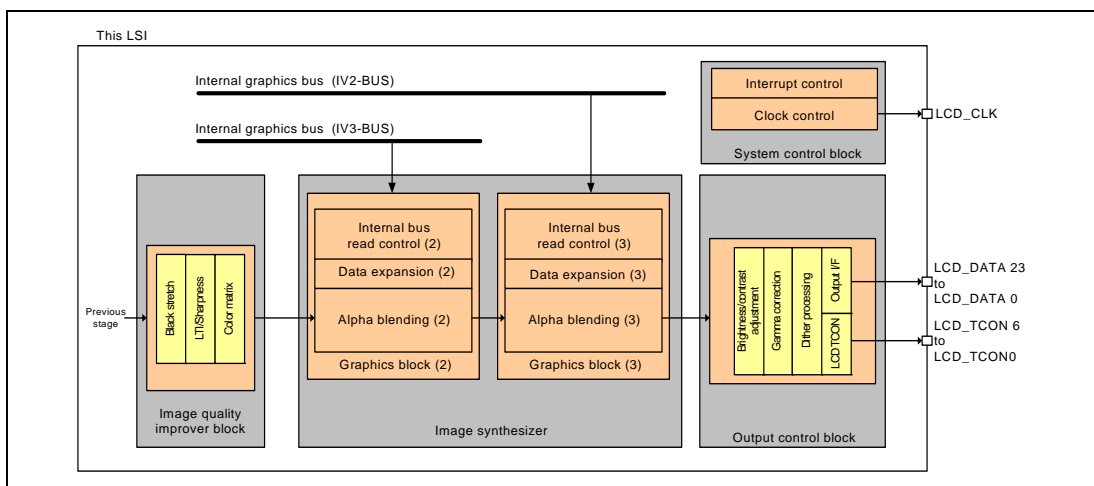 This LSI
Internal graphics bus (IV2-BUS)
Internal graphics bus (IV3-BUS)
Interrupt control
Clock control
System control block
LCD_CLK
Previous
stage
Black stretch
LTI/Sharpness
Color matrix
Image quality
improver block
Internal bus
read control (2)
Data expansion (2)
Alpha blending (2)
Graphics block (2)
Internal bus
read control (3)
Data expansion (3)
Alpha blending (3)
Graphics block (3)
Image synthesizer
Brightness/contrast
adjustment
Gamma correction
Dither processing
Output I/F
LCD TCON
Output control block
LCD_DATA 23
to
LCD_DATA 0
LCD_TCON 6
to
LCD_TCON0